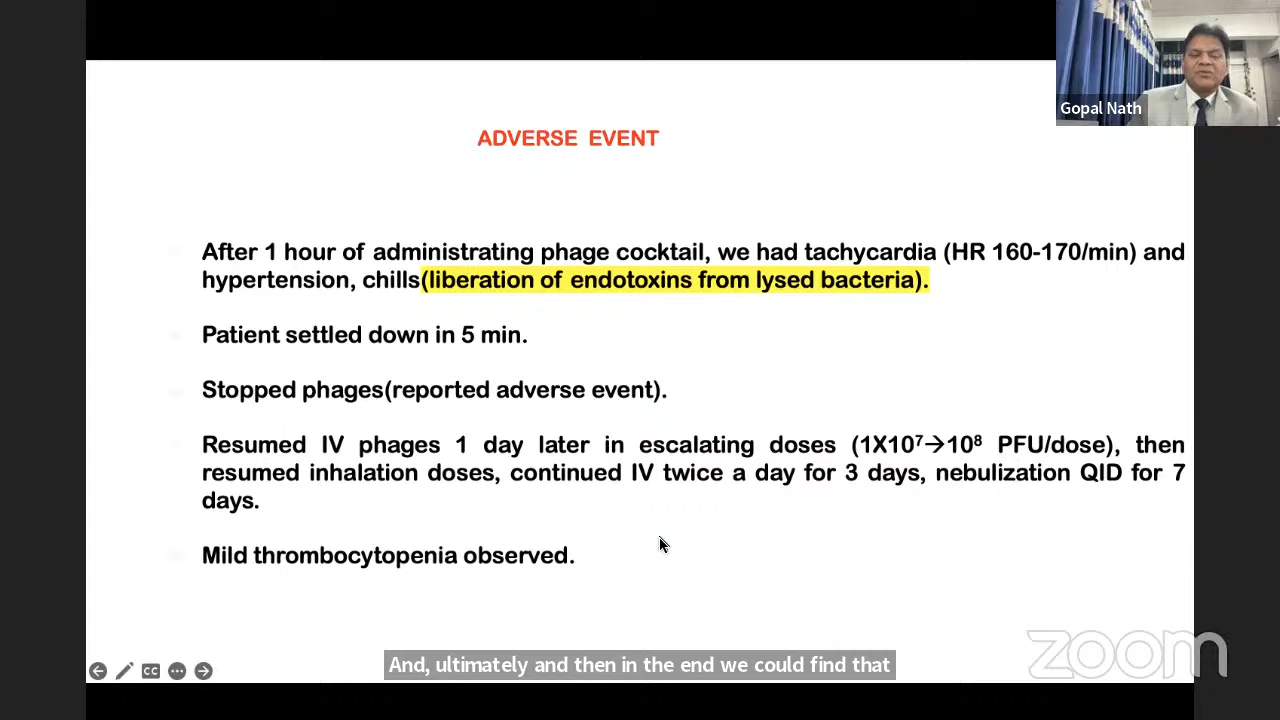 Gopal Nath
ADVERSE EVENT
After 1 hour of administrating phage cocktail, we had tachycardia (HR 160-170/min) and
hypertension, chills(liberation of endotoxins from lysed bacteria).
Patient settled down in 5 min.
Stopped phages(reported adverse event).
Resumed IV phages 1 day later in escalating doses (1X10⁷→10⁸ PFU/dose), then
resumed inhalation doses, continued IV twice a day for 3 days, nebulization QID for 7
days.
Mild thrombocytopenia observed.
zoom
CC
And, ultimately and then in the end we could find that